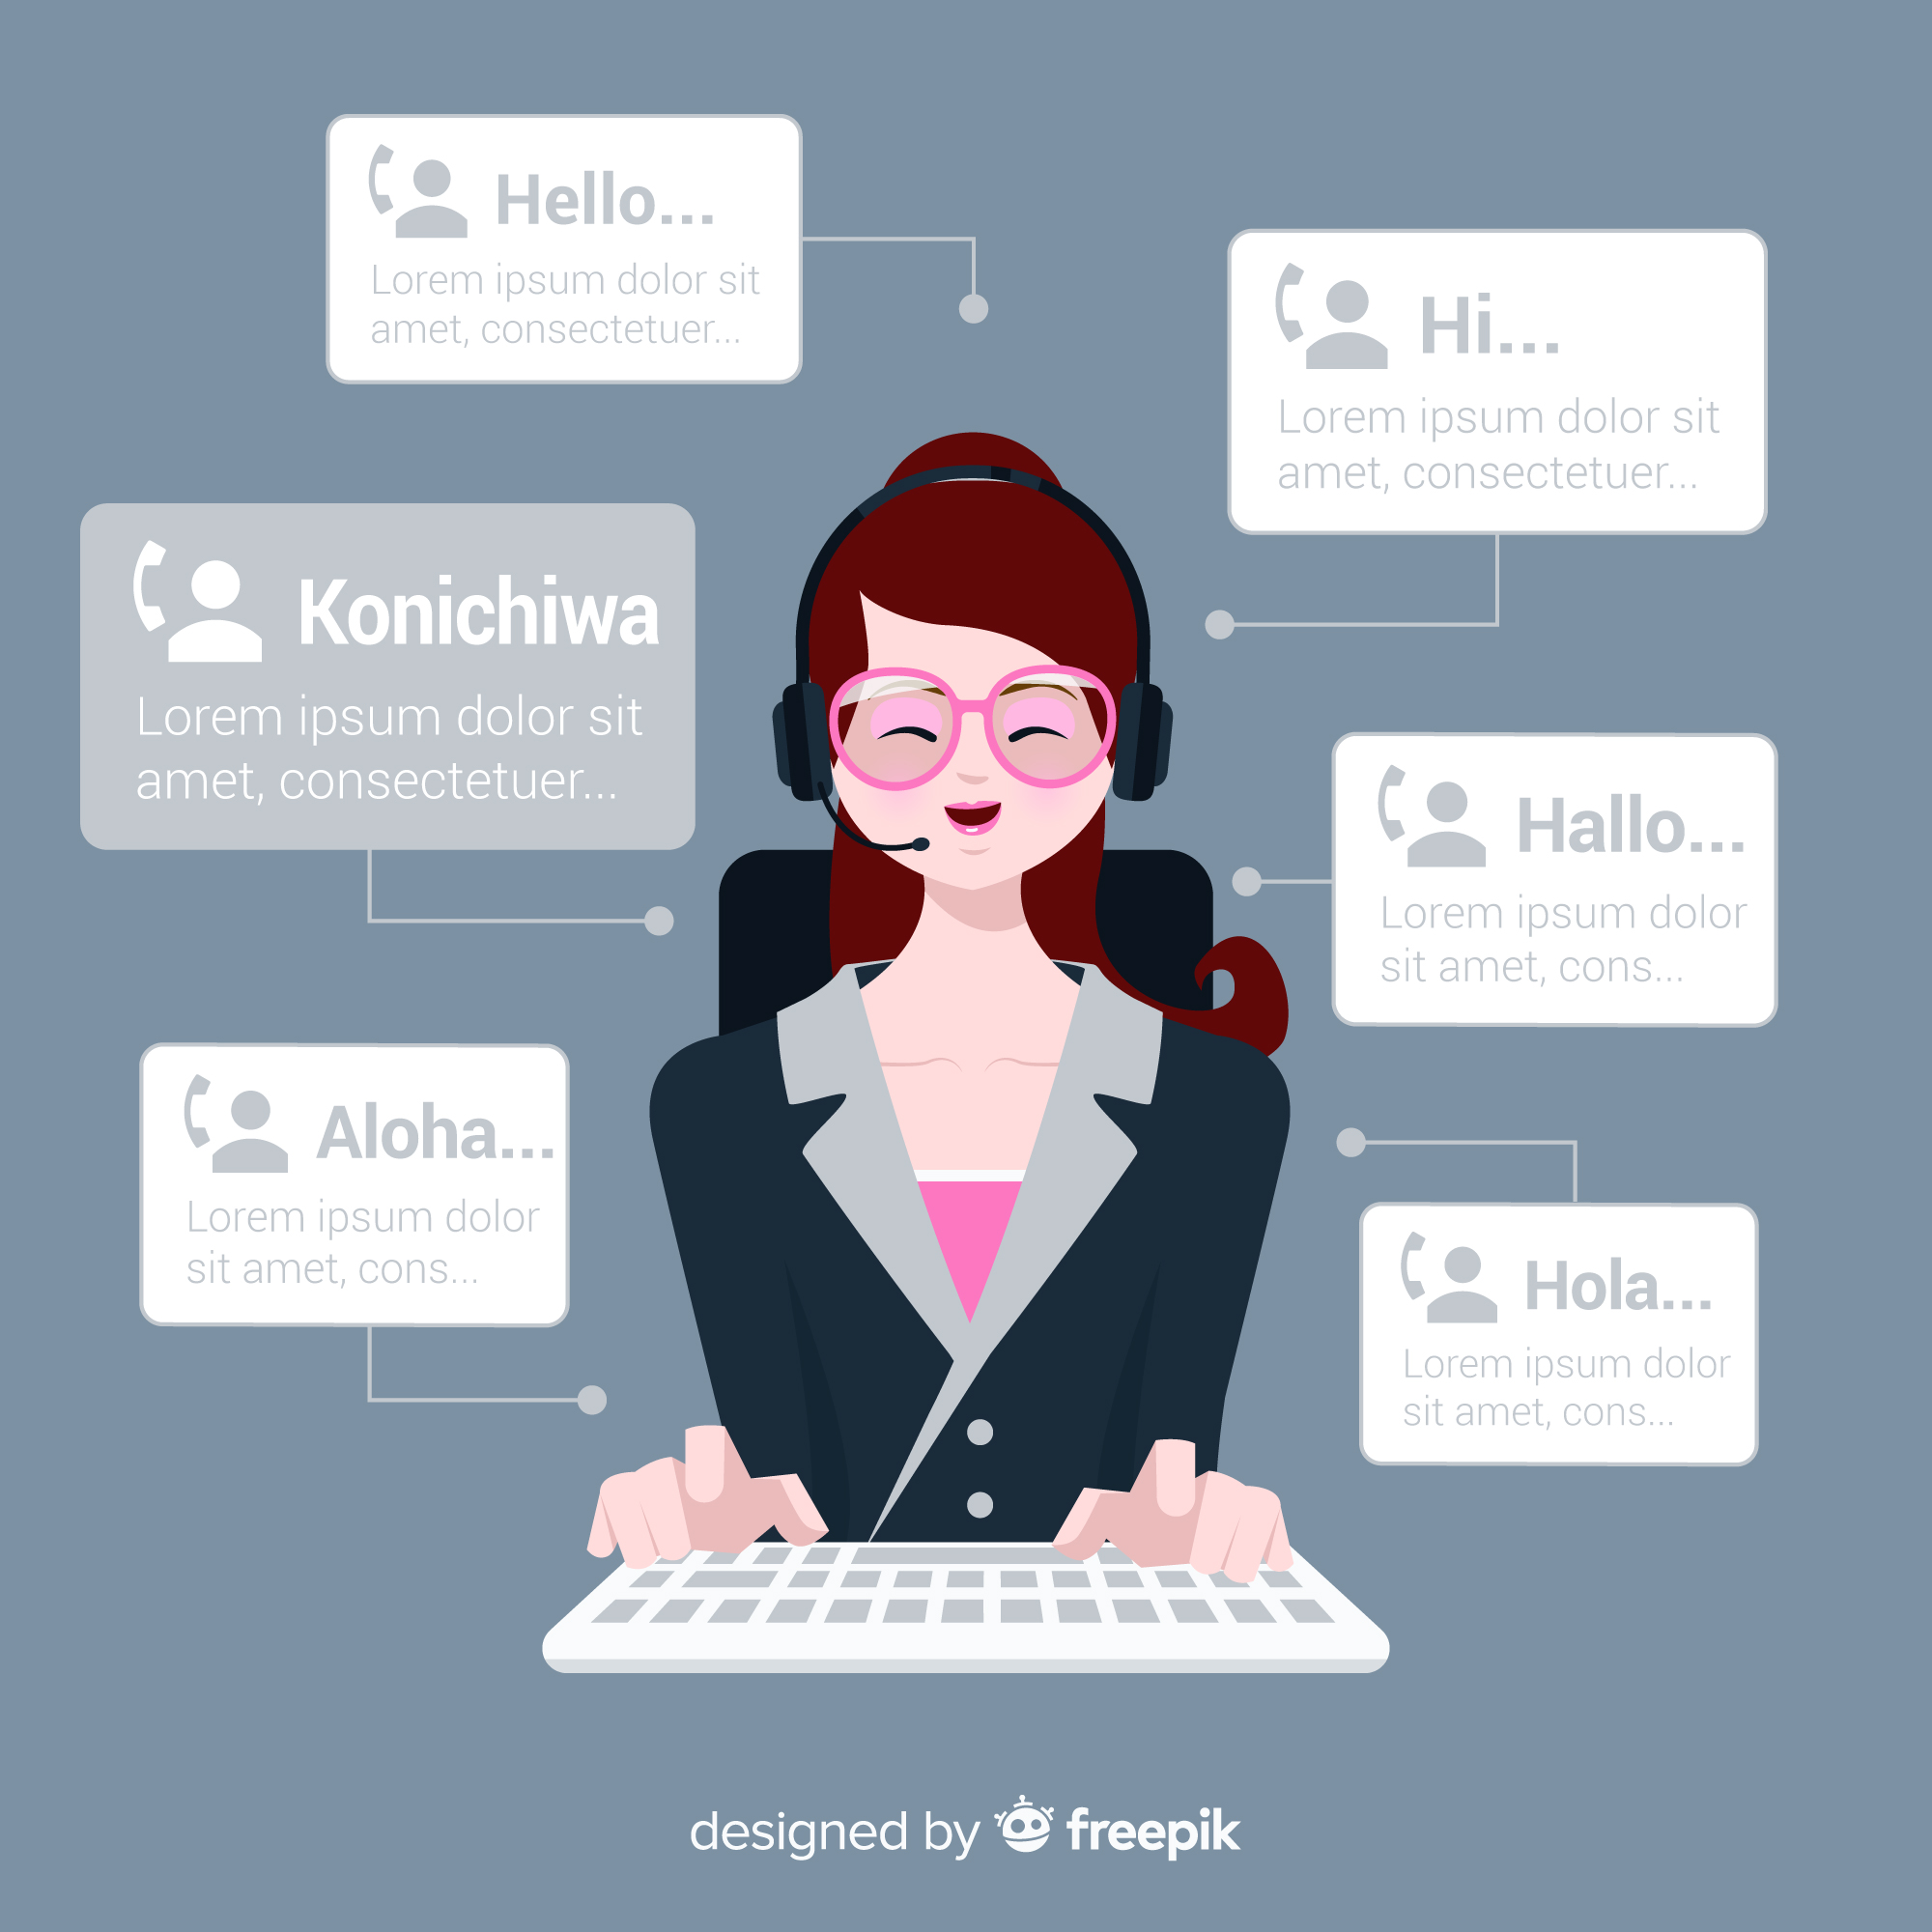 Hello...
Lorem ipsum dolor sit
amet, consectetuer...
Hi...
Lorem ipsum dolor sit
amet, consectetuer...
Konichiwa
Lorem ipsum dolor sit
amet, consectetuer...
Hallo...
Lorem ipsum dolor
sit amet, cons...
Aloha...
Lorem ipsum dolor
sit amet, cons...
Hola...
Lorem ipsum dolor
sit amet, cons...
designed by freepik